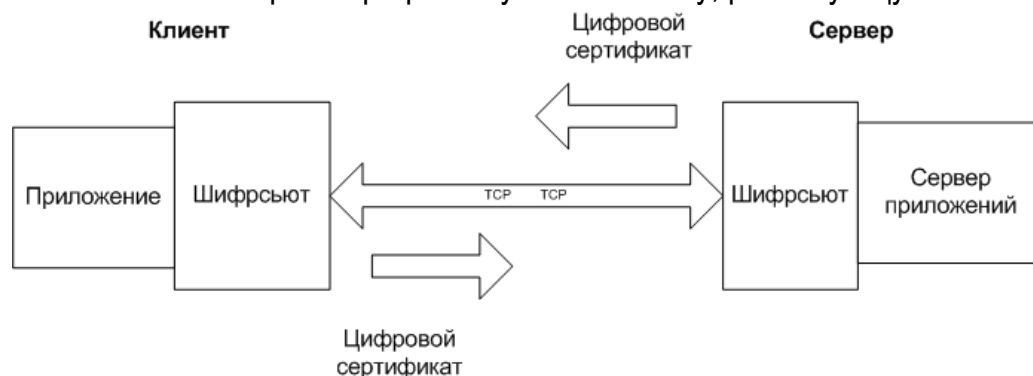 Клиент
Цифровой
сертификат
Сервер
Приложение
Шифрсьют
TCP TCP
Шифрсьют
Сервер
приложений
Цифровой
сертификат